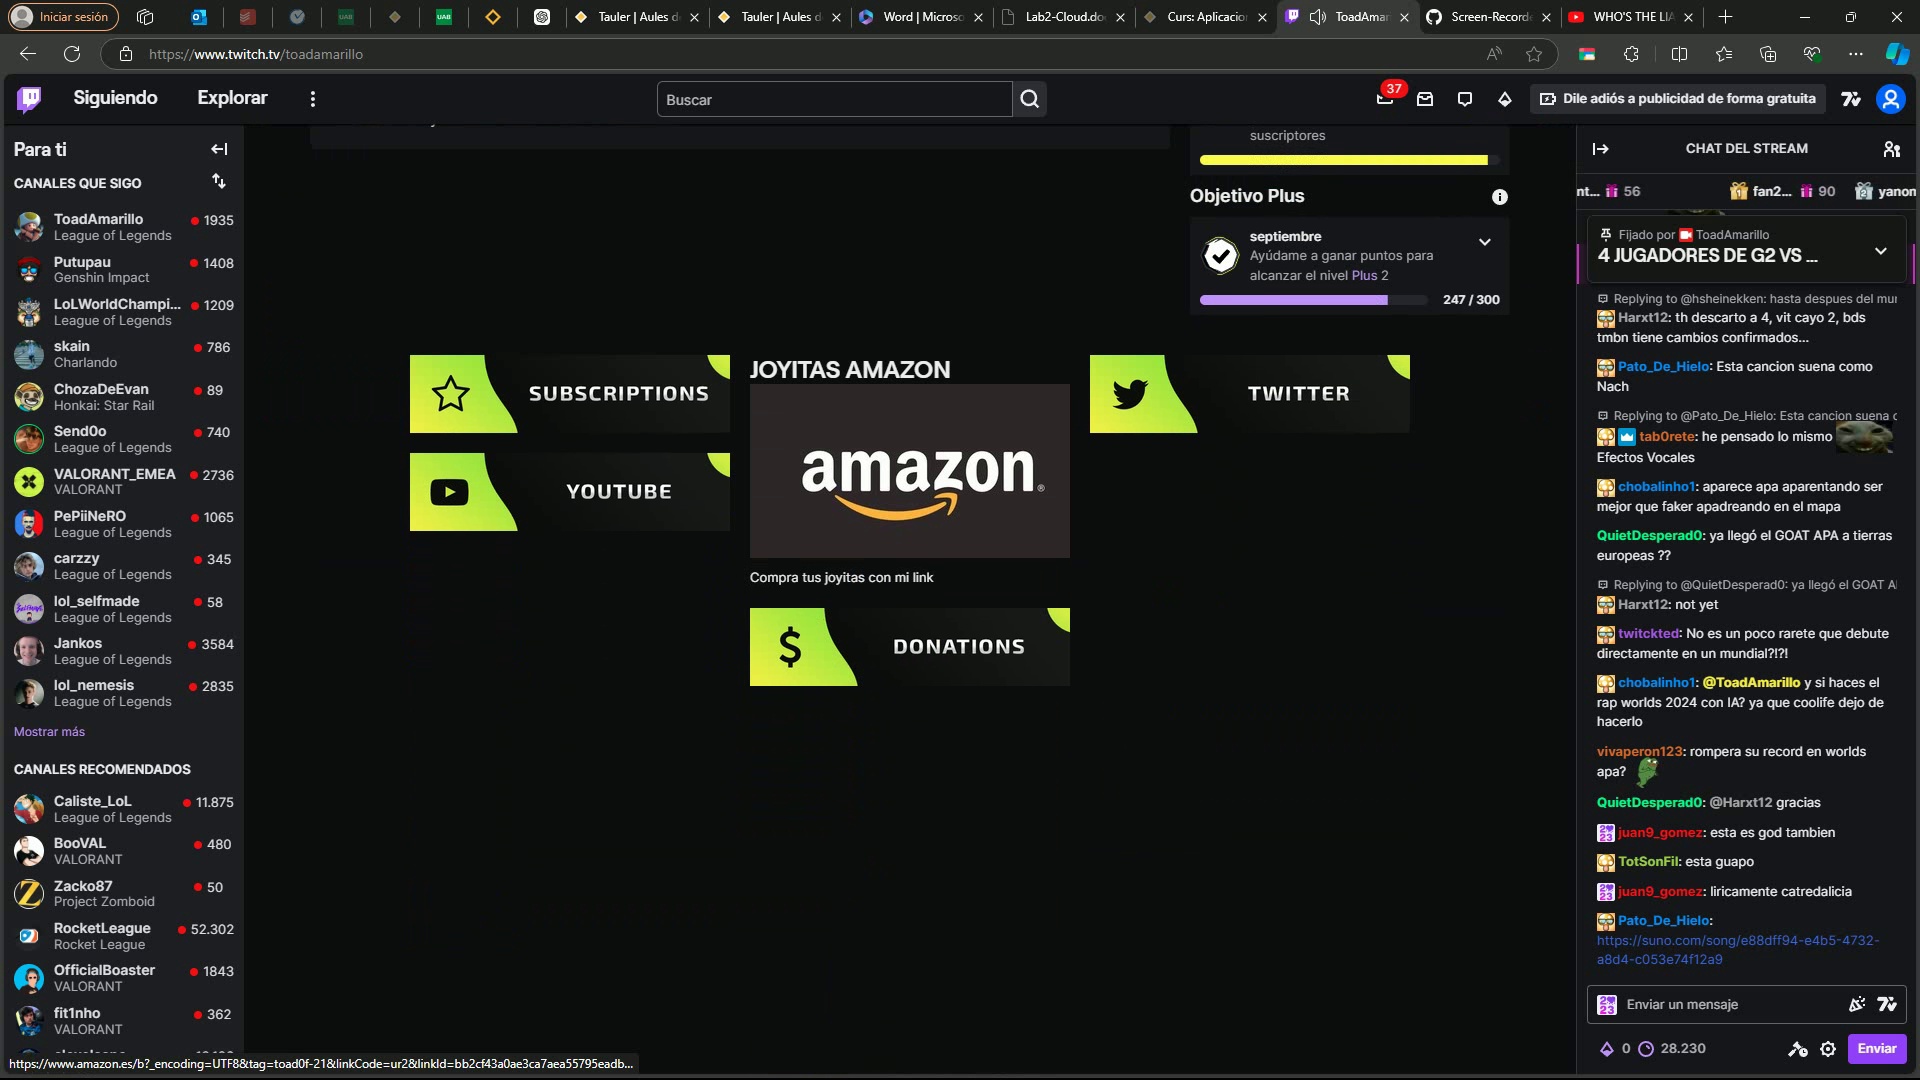 Iniciar sesión
Tauler | Aules d
Tauler | Aules d
Word | Microso
Lab2-Cloud.do
Curs: Aplicacion
ToadAmar
Screen-Record
WHO'S THE LIA
https://www.twitch.tv/toadamarillo
Siguiendo
Explorar
Buscar
37
Dile adiós a publicidad de forma gratuita
Para ti
CANALES QUE SIGO
ToadAmarillo
1935
League of Legends
Putupau
1408
Genshin Impact
LoLWorldChampi...
1209
League of Legends
skain
786
Charlando
ChozaDeEvan
89
Honkai: Star Rail
Send0o
740
League of Legends
VALORANT_EMEA
2736
VALORANT
PePiiNeRO
1065
League of Legends
carzzy
345
League of Legends
lol_selfmade
58
League of Legends
Jankos
3584
League of Legends
lol_nemesis
2835
League of Legends
Mostrar más
CANALES RECOMENDADOS
Caliste_LoL
11.875
League of Legends
BooVAL
480
VALORANT
Zacko87
50
Project Zomboid
RocketLeague
52.302
Rocket League
OfficialBoaster
1843
VALORANT
fit1nho
362
VALORANT
https://www.amazon.es/b?_encoding=UTF8&tag=toad0f-21&linkCode=ur2&linkId=bb2cf43a0ae3ca7aea55795eadb...
suscriptores
Objetivo Plus
septiembre
Ayúdame a ganar puntos para
alcanzar el nivel Plus 2
247 / 300
SUBSCRIPTIONS
YOUTUBE
JOYITAS AMAZON
amazon
Compra tus joyitas con mi link
DONATIONS
TWITTER
CHAT DEL STREAM
nt... 56
fan2... 90
yanom
Fijado por ToadAmarillo
4 JUGADORES DE G2 VS ...
Replying to @hsheinekken: hasta despues del mun
Harxt12: th descarto a 4, vit cayo 2, bds
tmbn tiene cambios confirmados...
Pato_De_Hielo: Esta cancion suena como
Nach
Replying to @Pato_De_Hielo: Esta cancion suena c
tab0rete: he pensado lo mismo
Efectos Vocales
chobalinho1: aparece apa aparentando ser
mejor que faker apadreando en el mapa
QuietDesperad0: ya llegó el GOAT APA a tierras
europeas ??
Replying to @QuietDesperad0: ya llegó el GOAT A
Harxt12: not yet
twitckted: No es un poco rarete que debute
directamente en un mundial?!?!
chobalinho1: @ToadAmarillo y si haces el
rap worlds 2024 con IA? ya que coolife dejo de
hacerlo
vivaperon123: rompera su record en worlds
apa?
QuietDesperad0: @Harxt12 gracias
juan9_gomez: esta es god tambien
TotSonFil: esta guapo
juan9_gomez: liricamente catredalicia
Pato_De_Hielo:
https://suno.com/song/e88dff94-e4b5-4732-
a8d4-c053e74f12a9
Enviar un mensaje
0
28.230
Enviar